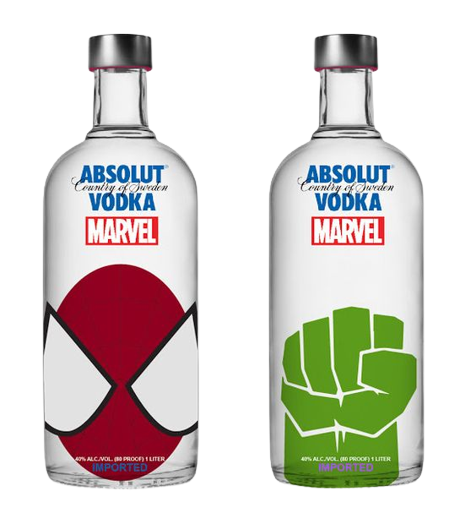 ABSOLUT®
Country of Sweden
VODKA
MARVEL
40% ALC./VOL. (80 PROOF) 1 LITER
IMPORTED
ABSOLUT®
Country of Sweden
VODKA
MARVEL
40% ALC./VOL. (80 PROOF) 1 LITER
IMPORTED